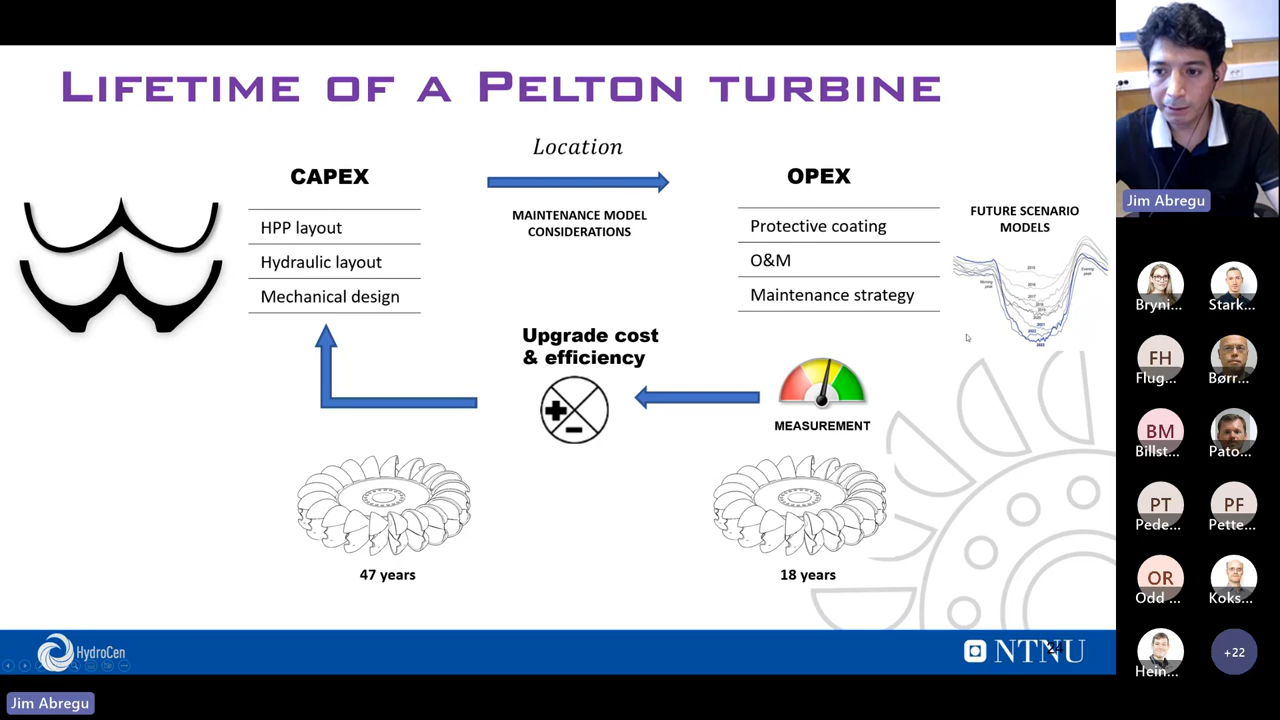 LIFETIME OF A PELTON TURBINE
Location
CAPEX
OPEX
HPP layout
Hydraulic layout
Mechanical design
MAINTENANCE MODEL
CONSIDERATIONS
Protective coating
O&M
Maintenance strategy
FUTURE SCENARIO
MODELS
Upgrade cost
& efficiency
MEASUREMENT
47 years
18 years
HydroCen
NTNU
Jim Abregu
Bryni...
Stark...
FH
Flug...
Børr...
BM
Billst...
Pato...
PT
Pede...
PF
Pette...
OR
Odd ...
Koks...
Hein...
+22
Jim Abregu